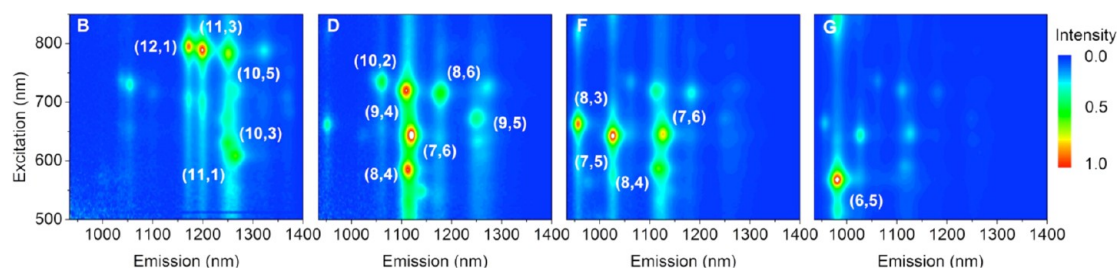 B
(11,3)
(12,1)
(10,5)
(10,3)
(11,1)
D
(10,2)
(8,6)
(9,4)
(9,5)
(7,6)
(8,4)
F
(8,3)
(7,6)
(7,5)
(8,4)
G
(6,5)
Intensity
0.0
0.5
1.0
Excitation (nm)
800
700
600
500
1000 1100 1200 1300 1400
1000 1100 1200 1300 1400
1000 1100 1200 1300 1400
1000 1100 1200 1300 1400
Emission (nm) Emission (nm) Emission (nm) Emission (nm)